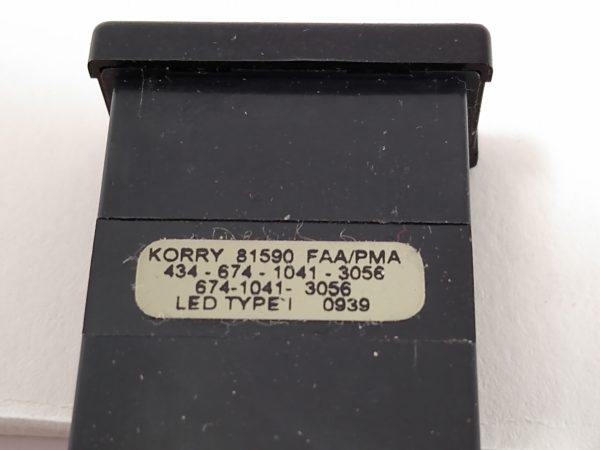 KORRY 81590 FAA/PMA
434-674-1041-3056
674-1041-3056
LED TYPE I 0939